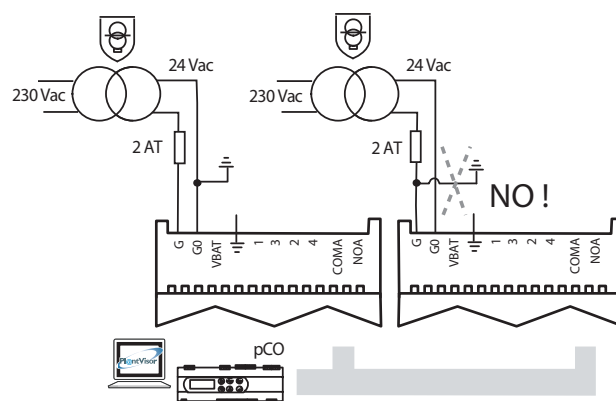 24 Vac
230 Vac
2 AT
G
G0
VBAT
1
3
2
4
COMA
NOA
24 Vac
230 Vac
2 AT
NO !
G
G0
VBAT
1
3
2
4
COMA
NOA
PlantVisor
pCO